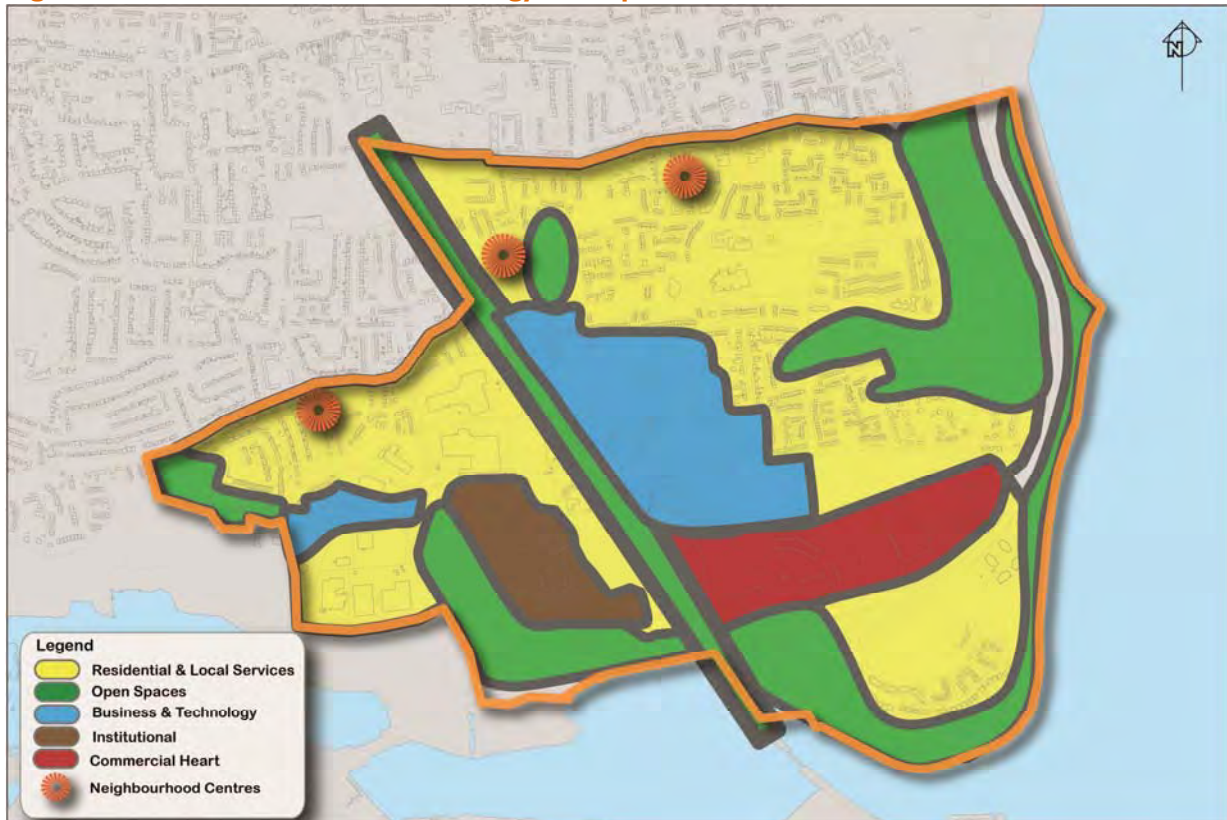 N
Legend
Residential & Local Services
Open Spaces
Business & Technology
Institutional
Commercial Heart
Neighbourhood Centres